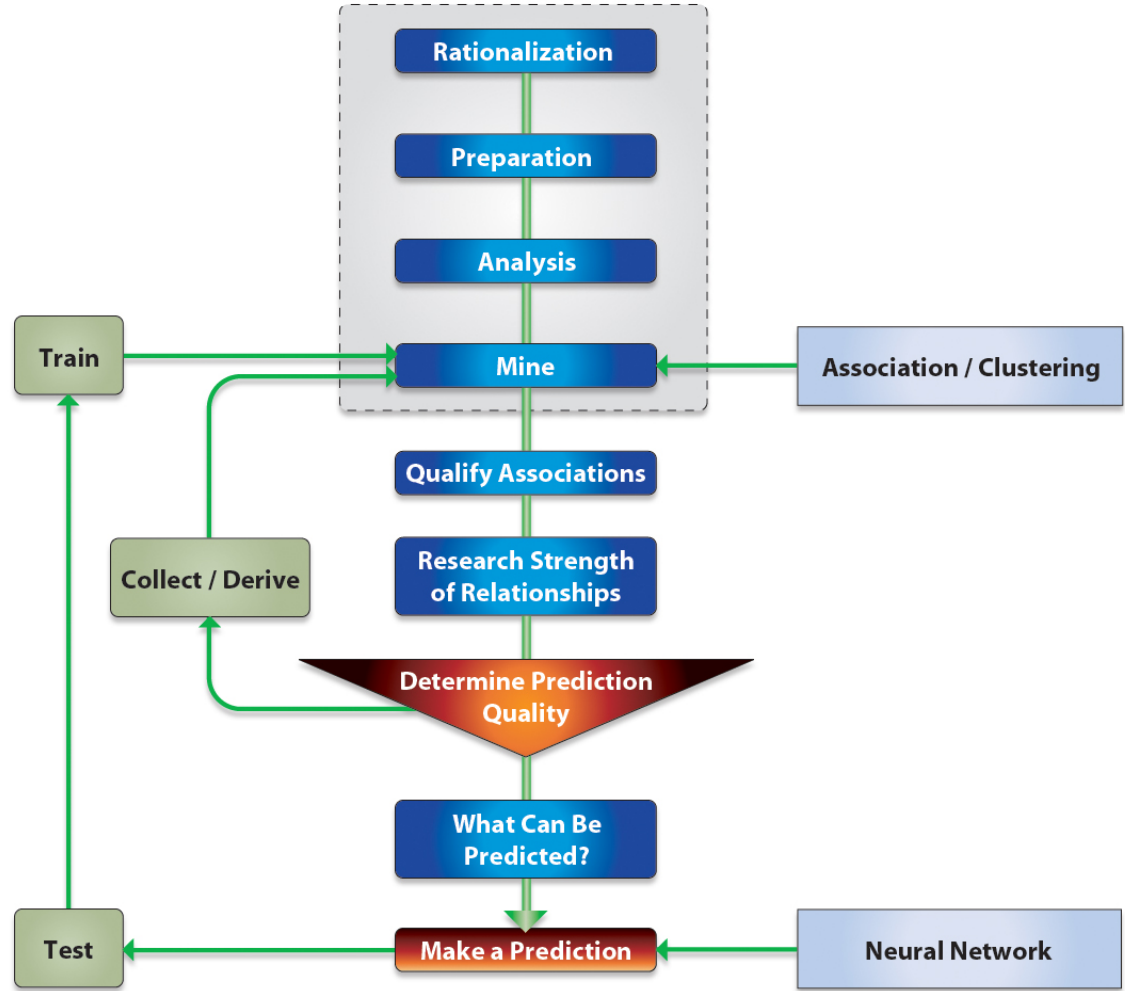 Rationalization
Preparation
Analysis
Train
Mine
Association / Clustering
Qualify Associations
Research Strength
of Relationships
Collect / Derive
Determine Prediction
Quality
What Can Be
Predicted?
Test
Make a Prediction
Neural Network